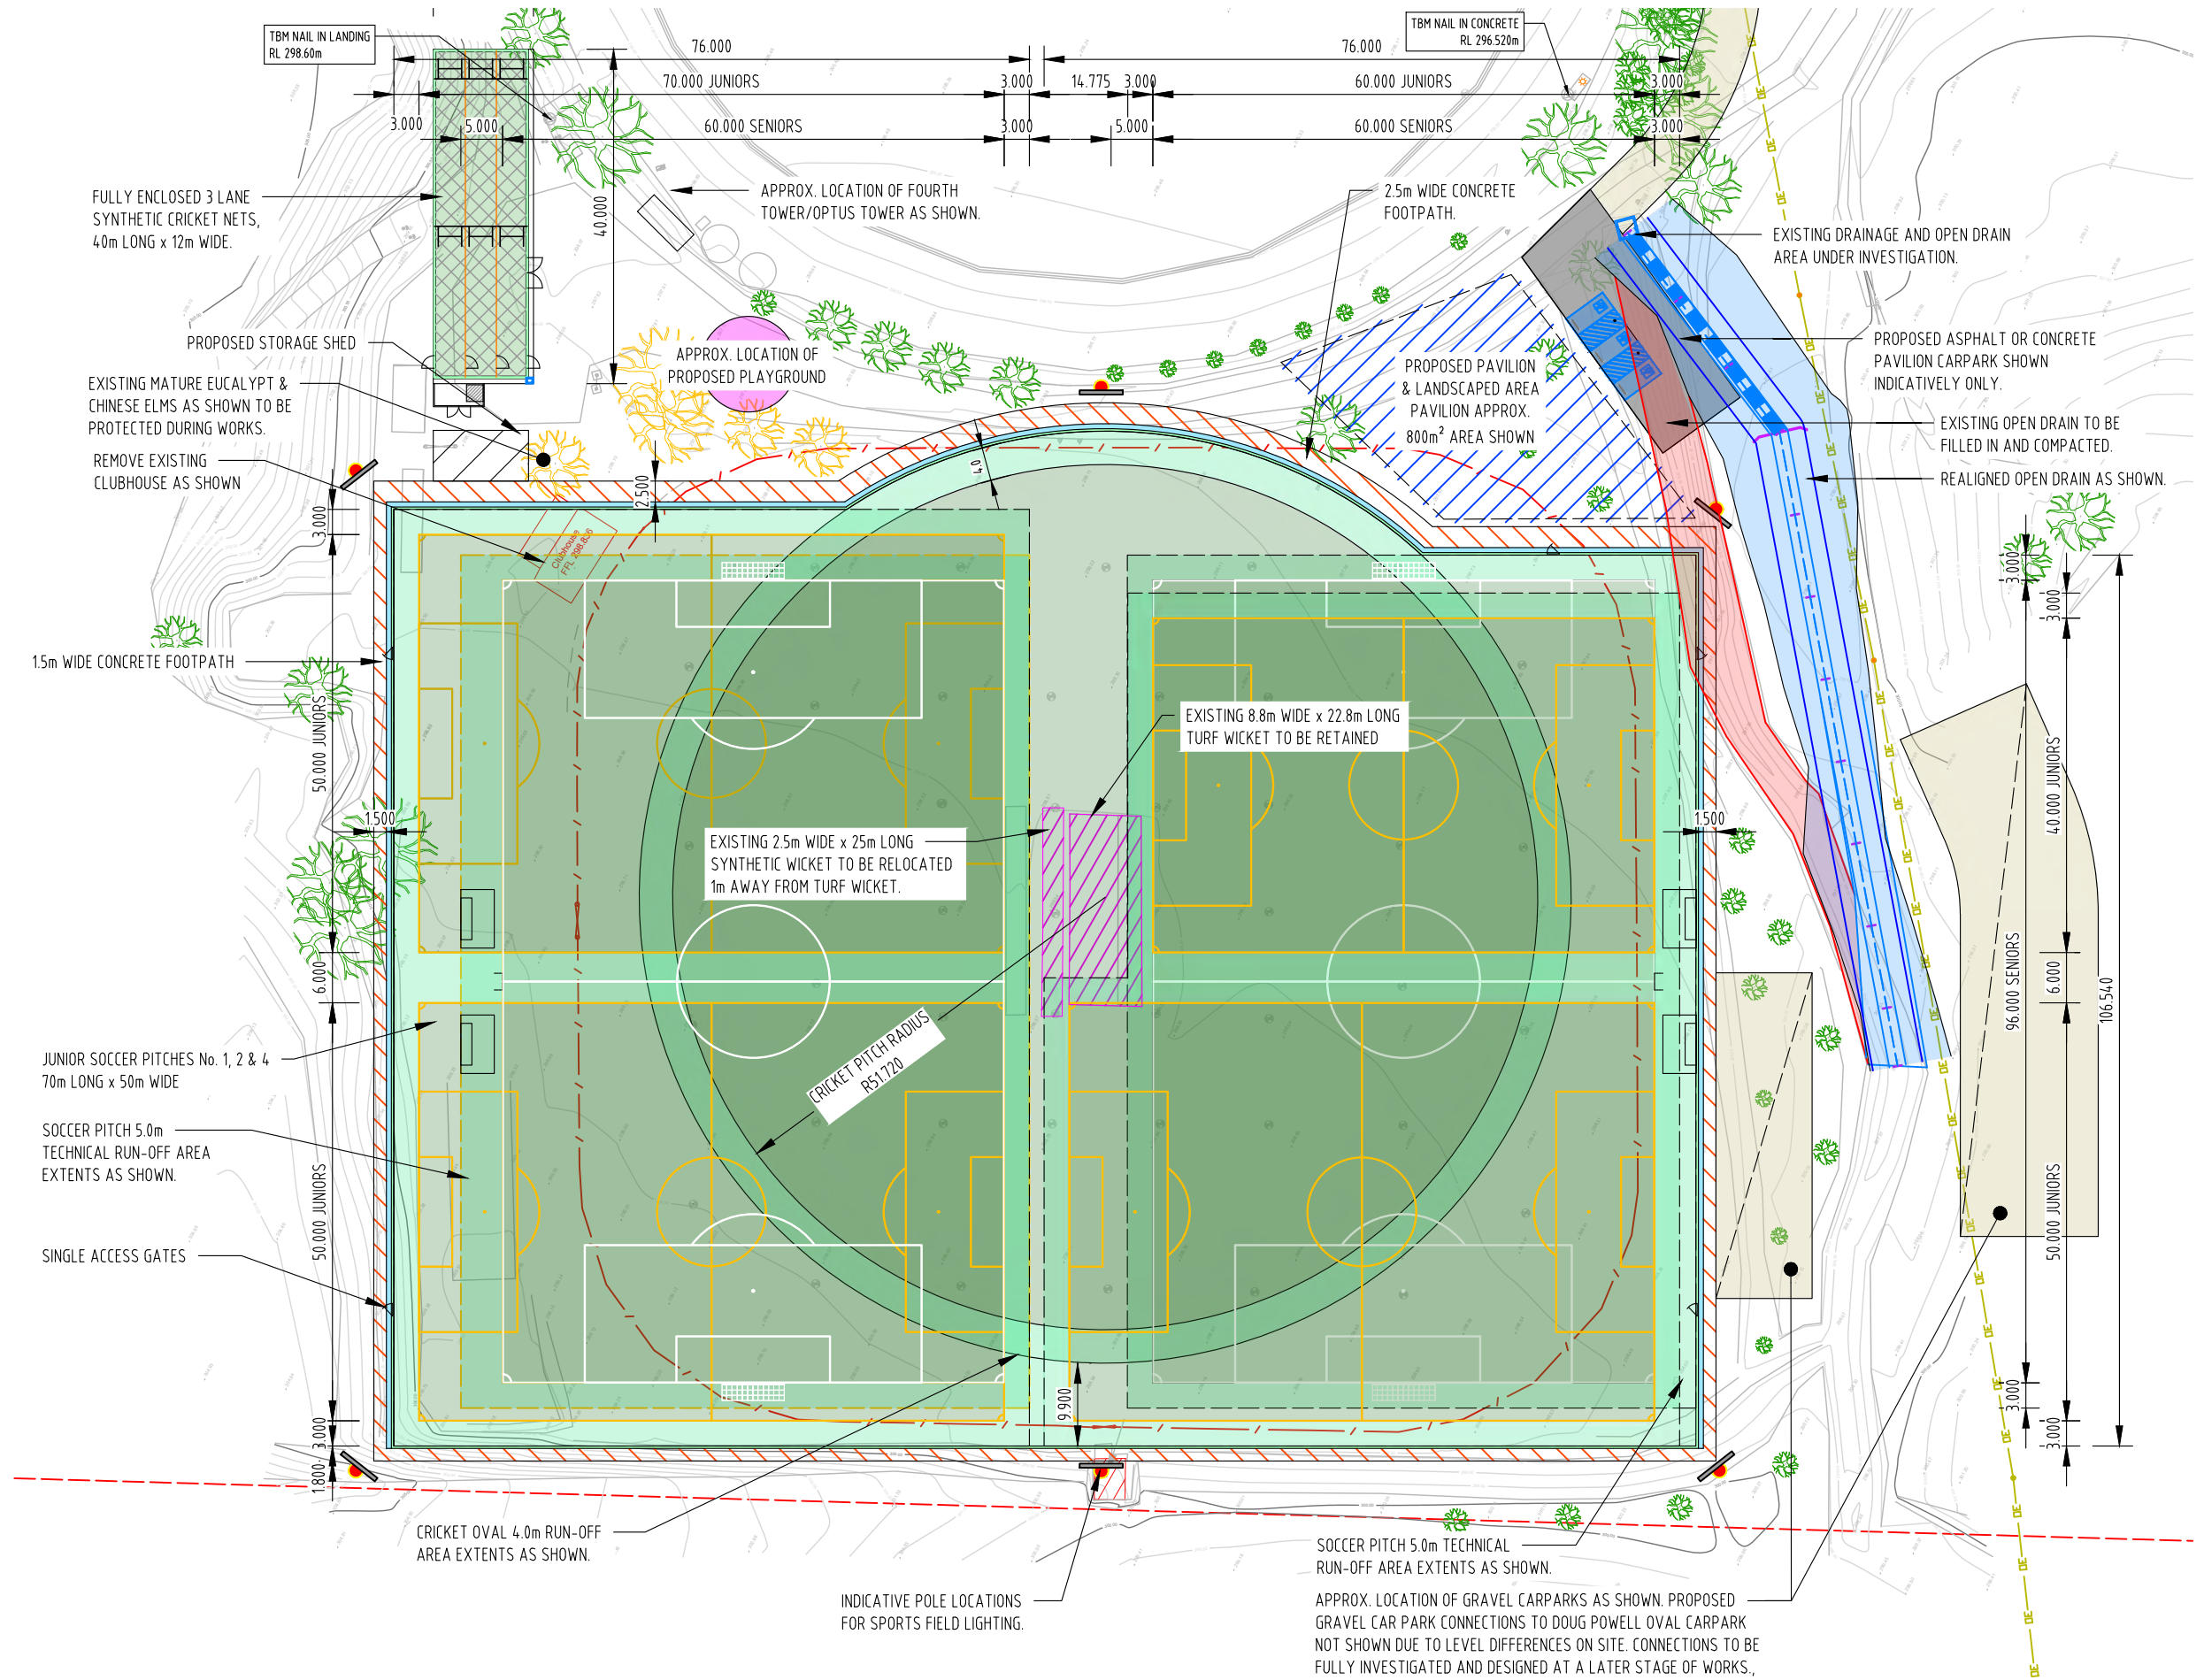 TBM NAIL IN LANDING
RL 298.60m
TBM NAIL IN CONCRETE
RL 296.520m
76.000
76.000
70.000 JUNIORS
3.000
14.775
3.000
60.000 JUNIORS
3.000
3.000
5.000
60.000 SENIORS
3.000
5.000
60.000 SENIORS
3.000
40.000
FULLY ENCLOSED 3 LANE
SYNTHETIC CRICKET NETS,
40m LONG x 12m WIDE.
APPROX. LOCATION OF FOURTH
TOWER/OPTUS TOWER AS SHOWN.
2.5m WIDE CONCRETE
FOOTPATH.
EXISTING DRAINAGE AND OPEN DRAIN
AREA UNDER INVESTIGATION.
PROPOSED STORAGE SHED
APPROX. LOCATION OF
PROPOSED PLAYGROUND
PROPOSED PAVILION
& LANDSCAPED AREA
PAVILION APPROX.
800m² AREA SHOWN
PROPOSED ASPHALT OR CONCRETE
PAVILION CARPARK SHOWN
INDICATIVELY ONLY.
EXISTING MATURE EUCALYPT &
CHINESE ELMS AS SHOWN TO BE
PROTECTED DURING WORKS.
EXISTING OPEN DRAIN TO BE
FILLED IN AND COMPACTED.
REMOVE EXISTING
CLUBHOUSE AS SHOWN
REALIGNED OPEN DRAIN AS SHOWN.
4.0
2.500
3.000
Clubhouse
FFL 298.836
3.000
3.000
1.5m WIDE CONCRETE FOOTPATH
50.000 JUNIORS
EXISTING 8.8m WIDE x 22.8m LONG
TURF WICKET TO BE RETAINED
40.000 JUNIORS
1.500
1.500
EXISTING 2.5m WIDE x 25m LONG
SYNTHETIC WICKET TO BE RELOCATED
1m AWAY FROM TURF WICKET.
6.000
96.000 SENIORS
6.000
106.540
CRICKET PITCH RADIUS
R51.720
JUNIOR SOCCER PITCHES No. 1, 2 & 4
70m LONG x 50m WIDE
SOCCER PITCH 5.0m
TECHNICAL RUN-OFF AREA
EXTENTS AS SHOWN.
50.000 JUNIORS
50.000 JUNIORS
SINGLE ACCESS GATES
9.900
3.000
3.000
3.000
1.800
CRICKET OVAL 4.0m RUN-OFF
AREA EXTENTS AS SHOWN.
SOCCER PITCH 5.0m TECHNICAL
RUN-OFF AREA EXTENTS AS SHOWN.
INDICATIVE POLE LOCATIONS
FOR SPORTS FIELD LIGHTING.
APPROX. LOCATION OF GRAVEL CARPARKS AS SHOWN. PROPOSED
GRAVEL CAR PARK CONNECTIONS TO DOUG POWELL OVAL CARPARK
NOT SHOWN DUE TO LEVEL DIFFERENCES ON SITE. CONNECTIONS TO BE
FULLY INVESTIGATED AND DESIGNED AT A LATER STAGE OF WORKS.,